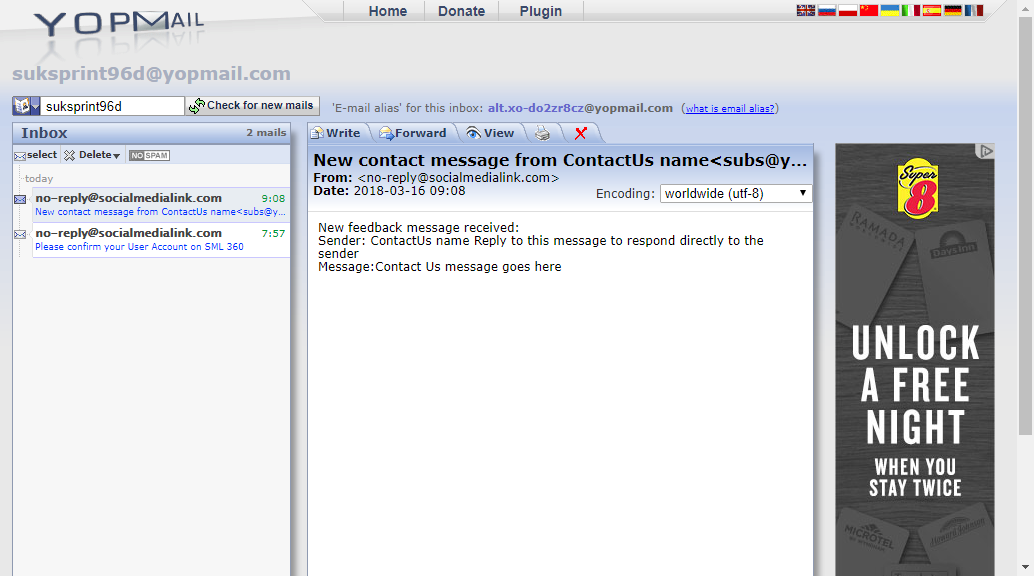 YOPMAIL
Home
Donate
Plugin
suksprint96d@yopmail.com
suksprint96d
Check for new mails
'E-mail alias' for this inbox: alt.xo-do2zr8cz@yopmail.com (what is email alias?)
Inbox
2 mails
select
Delete
NO SPAM
today
no-reply@socialmedialink.com
9:08
New contact message from ContactUs name<subs@y...
no-reply@socialmedialink.com
7:57
Please confirm your User Account on SML 360
Write
Forward
View
New contact message from ContactUs name<subs@y...
From: <no-reply@socialmedialink.com>
Date: 2018-03-16 09:08
Encoding: worldwide (utf-8)
New feedback message received:
Sender: ContactUs name Reply to this message to respond directly to the
sender
Message:Contact Us message goes here
Super
8
RAMADA
Days Inn
UNLOCK
A FREE
NIGHT
WHEN YOU
STAY TWICE
MICROTEL
Howard Johnson